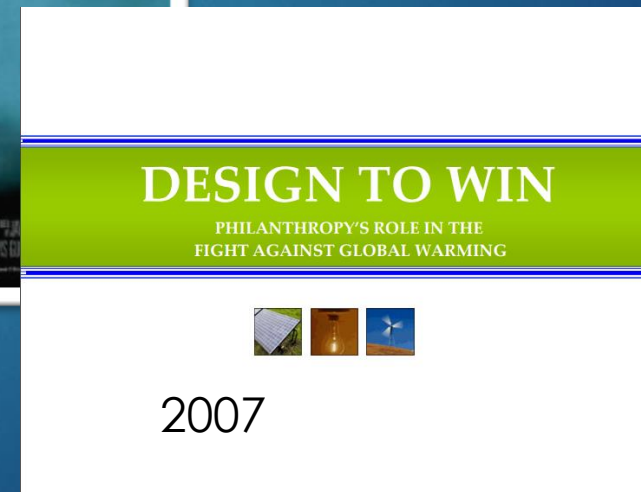 DESIGN TO WIN
PHILANTHROPY'S ROLE IN THE
FIGHT AGAINST GLOBAL WARMING
2007